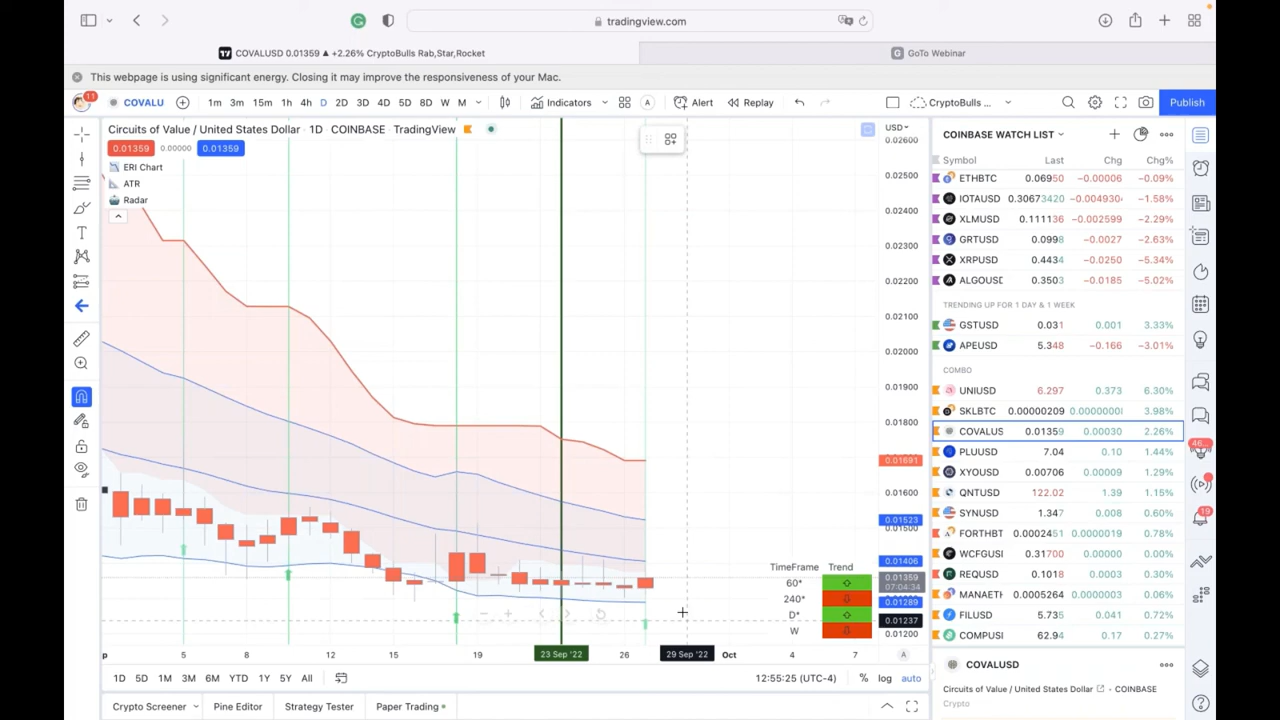 tradingview.com
COVALUSD 0.01359 ▲ +2.26% CryptoBulls Rab,Star,Rocket
GoTo Webinar
This webpage is using significant energy. Closing it may improve the responsiveness of your Mac.
11
COVALU
1m 3m 15m 1h 4h D 2D 3D 4D 5D 8D W M
Indicators
A
Alert
Replay
CryptoBulls ...
Publish
Circuits of Value / United States Dollar · 1D · COINBASE · TradingView
0.01359 0.00000 0.01359
ERI Chart
ATR
Radar
USD
0.02600
0.02500
0.02400
0.02300
0.02200
0.02100
0.02000
0.01900
0.01800
0.01691
0.01600
0.01523
0.01500
0.01406
0.01359
07:04:34
0.01289
0.01237
0.01200
TimeFrame Trend
60*
240*
D*
W
p 5 8 12 15 19 23 Sep '22 26 29 Sep '22 Oct 4 7 A
1D 5D 1M 3M 6M YTD 1Y 5Y All
12:55:25 (UTC-4) % log auto
Crypto Screener Pine Editor Strategy Tester Paper Trading
COINBASE WATCH LIST
Symbol Last Chg Chg%
ETHBTC 0.06950 −0.00006 −0.09%
IOTAUSD 0.30673420 −0.004930 −1.58%
XLMUSD 0.111136 −0.002599 −2.29%
GRTUSD 0.0998 −0.0027 −2.63%
XRPUSD 0.4434 −0.0250 −5.34%
ALGOUSD 0.3503 −0.0185 −5.02%
TRENDING UP FOR 1 DAY & 1 WEEK
GSTUSD 0.031 0.001 3.33%
APEUSD 5.348 −0.166 −3.01%
COMBO
UNIUSD 6.297 0.373 6.30%
SKLBTC 0.00000209 0.0000000 3.98%
COVALUS 0.01359 0.00030 2.26%
PLUUSD 7.04 0.10 1.44%
XYOUSD 0.00706 0.00009 1.29%
QNTUSD 122.02 1.39 1.15%
SYNUSD 1.347 0.008 0.60%
FORTHBT 0.0002451 0.0000019 0.78%
WCFGUSI 0.31700 0.00000 0.00%
REQUSD 0.1018 0.0003 0.30%
MANAETH 0.0005264 0.0000013 0.78%
FILUSD 5.735 0.041 0.72%
COMPUSI 62.94 0.17 0.27%
COVALUSD
Circuits of Value / United States Dollar · COINBASE
Crypto
46
19